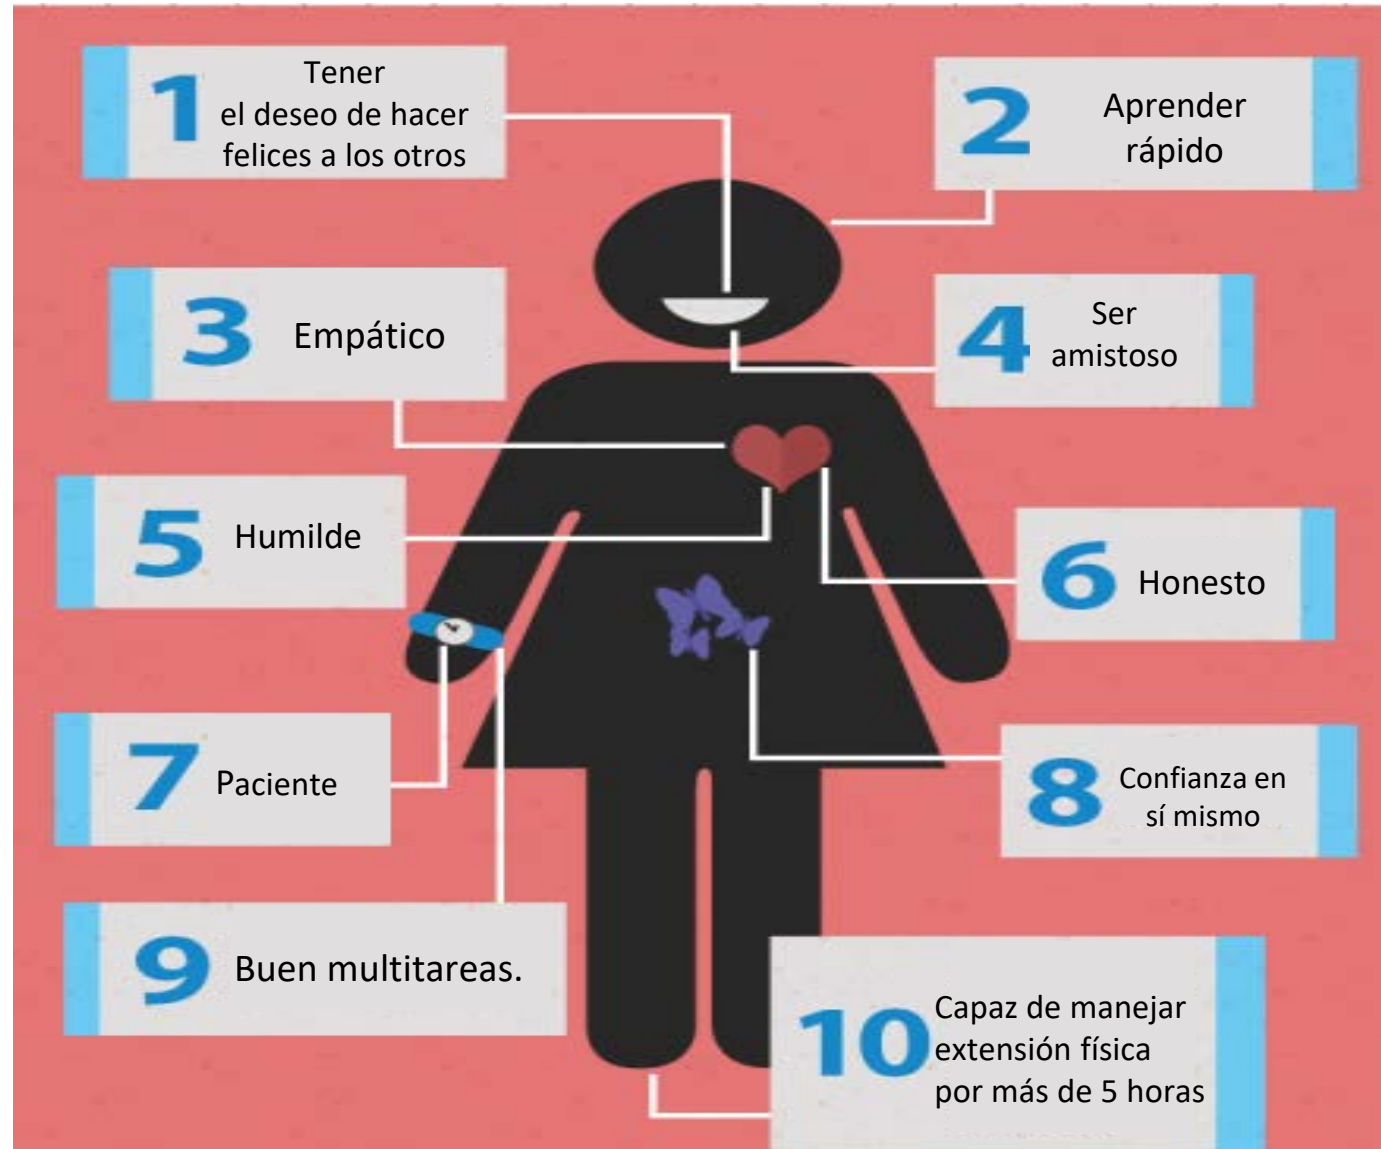 1
Tener
el deseo de hacer
felices a los otros
2
Aprender
rápido
3
Empático
4
Ser
amistoso
5
Humilde
6
Honesto
7
Paciente
8
Confianza en
sí mismo
9
Buen multitareas.
10
Capaz de manejar
extensión física
por más de 5 horas